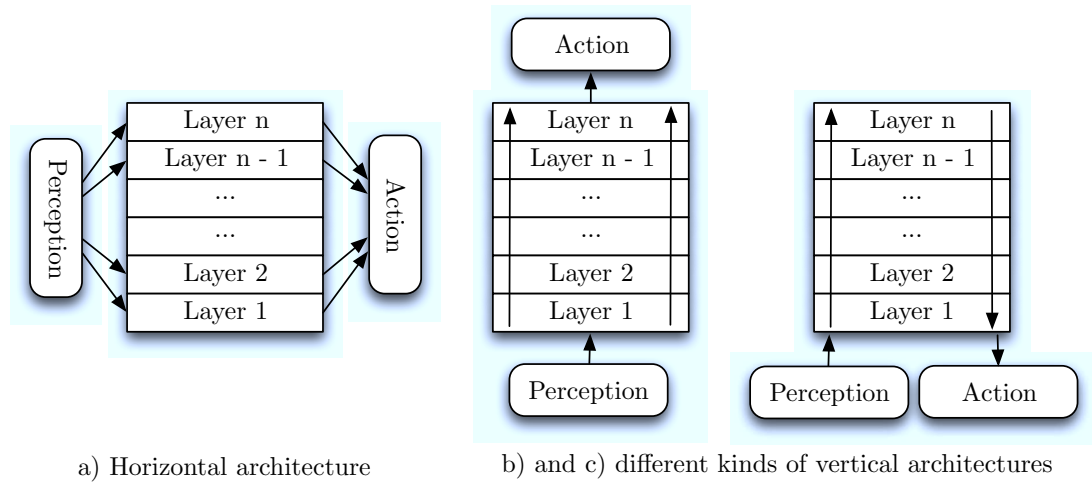 Perception
Layer n
Layer n - 1
...
...
Layer 2
Layer 1
Action
a) Horizontal architecture
Action
Layer n
Layer n - 1
...
...
Layer 2
Layer 1
Perception
Layer n
Layer n - 1
...
...
Layer 2
Layer 1
Perception
Action
b) and c) different kinds of vertical architectures